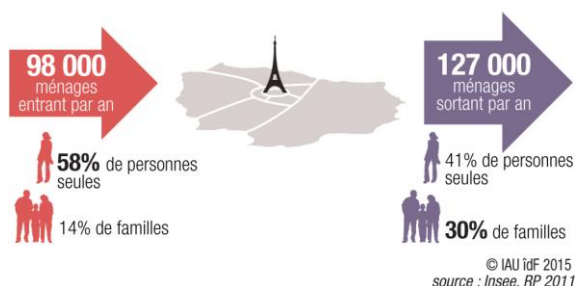 98 000
ménages
entrant par an
58% de personnes
seules
14% de familles
127 000
ménages
sortant par an
41% de personnes
seules
30% de familles
© IAU îdF 2015
source : Insee, RP 2011